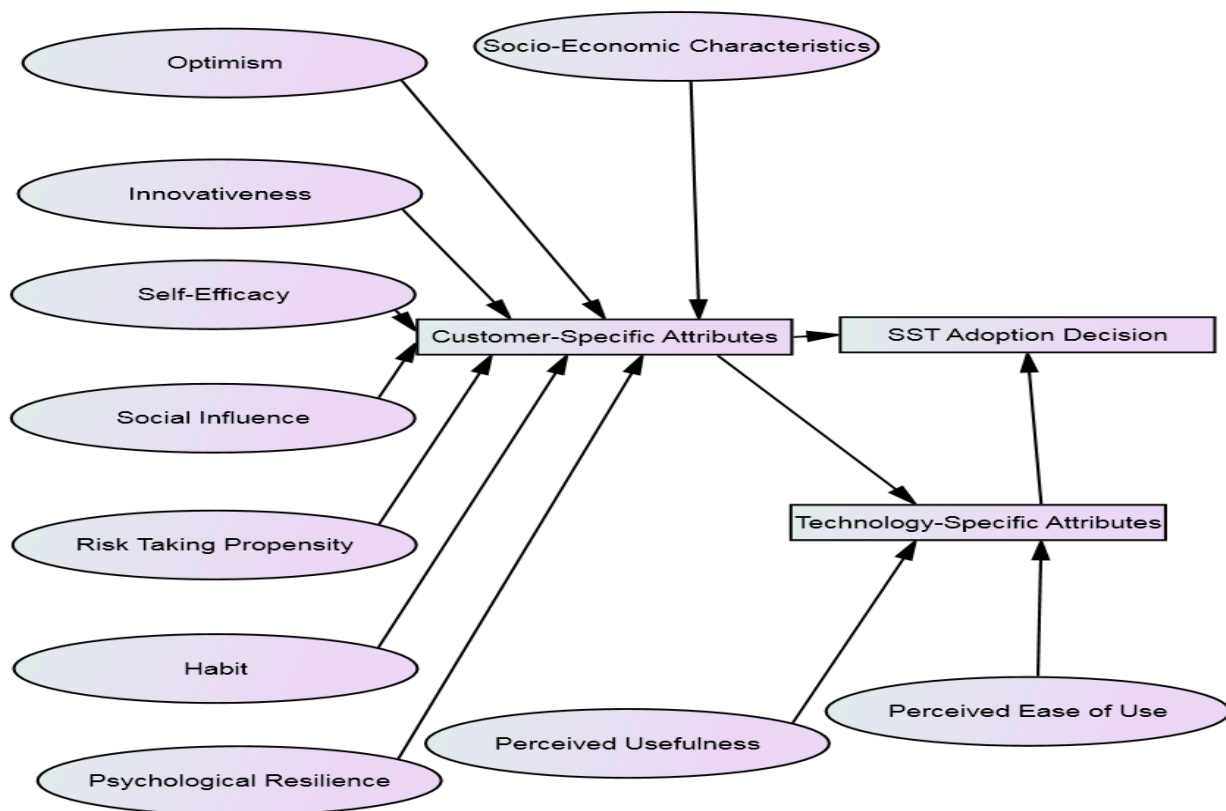 Socio-Economic Characteristics
Optimism
Innovativeness
Self-Efficacy
Customer-Specific Attributes
SST Adoption Decision
Social Influence
Technology-Specific Attributes
Risk Taking Propensity
Habit
Perceived Ease of Use
Perceived Usefulness
Psychological Resilience